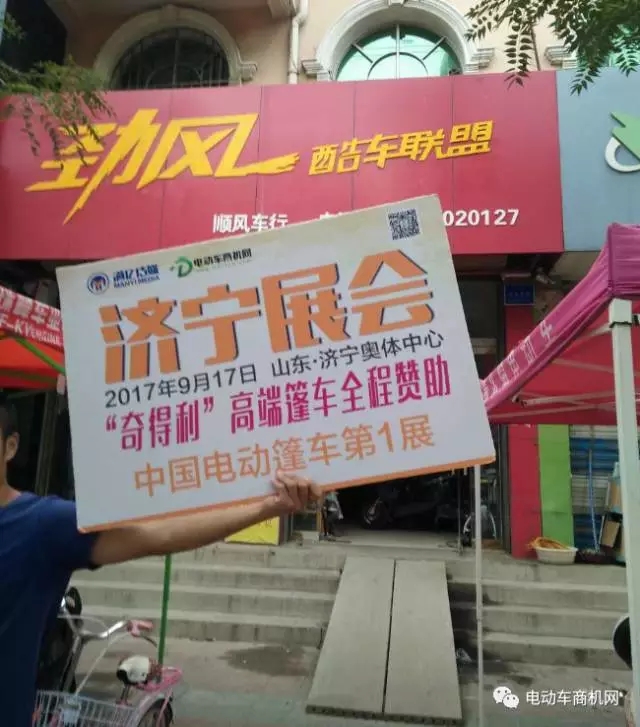 劲风 酷车联盟
顺风车行
020127
满亿传媒
MANYI MEDIA
电动车商机网
济宁展会
2017年9月17日 山东·济宁奥体中心
“奇得利”高端篷车全程赞助
中国电动篷车第1展
电动车商机网